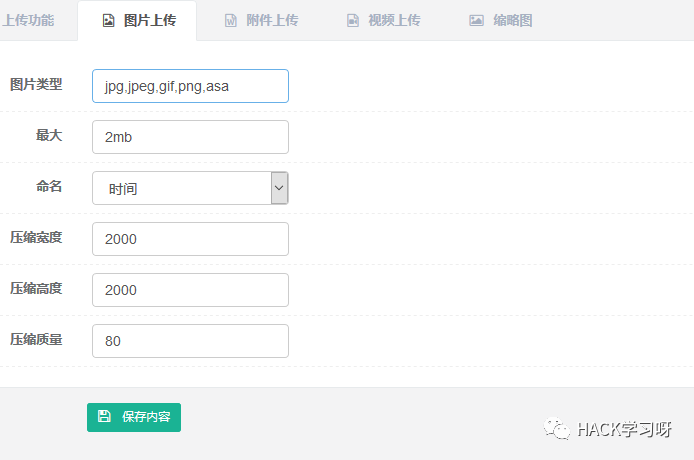 上传功能 图片上传 附件上传 视频上传 缩略图
图片类型 jpg,jpeg,gif,png,asa
最大 2mb
命名 时间
压缩宽度 2000
压缩高度 2000
压缩质量 80
保存内容
HACK学习呀